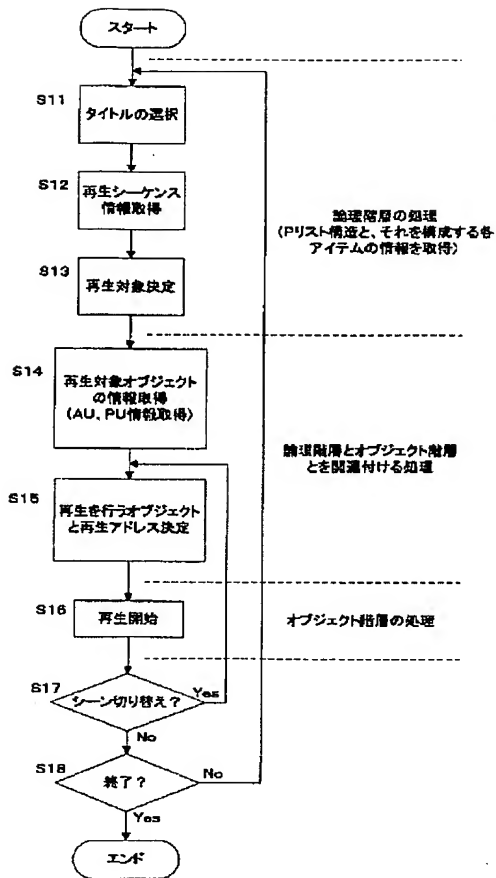 スタート
S11
タイトルの選択
S12
再生シーケンス
情報取得
論理階層の処理
(Pリスト構造と、それを構成する各
アイテムの情報を取得)
S13
再生対象決定
S14
再生対象オブジェクト
の情報取得
(AU、PU情報取得)
論理階層とオブジェクト階層
とを関連付ける処理
S15
再生を行うオブジェクト
と再生アドレス決定
S16
再生開始
オブジェクト階層の処理
S17
シーン切り替え?
Yes
No
S18
終了?
No
Yes
エンド